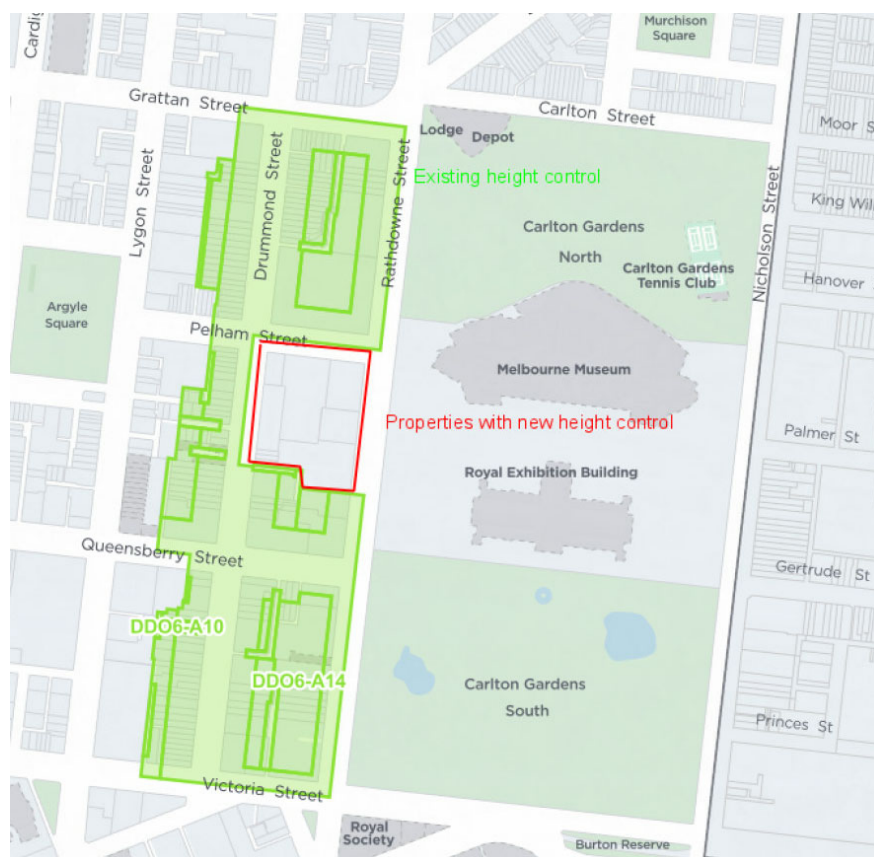 Murchison
Square
Cardig
Grattan Street
Carlton Street
Moor S
Lodge
Depot
Existing height control
Drummond Street
Rathdowne Street
Lygon Street
King Wil
Nicholson Street
Carlton Gardens
North
Carlton Gardens
Tennis Club
Hanover
Argyle
Square
Pelham Street
Melbourne Museum
Properties with new height control
Palmer St
Royal Exhibition Building
Queensberry Street
Gertrude St
DDO6-A10
DDO6-A14
Carlton Gardens
South
Princes St
Victoria Street
Royal
Society
Burton Reserve